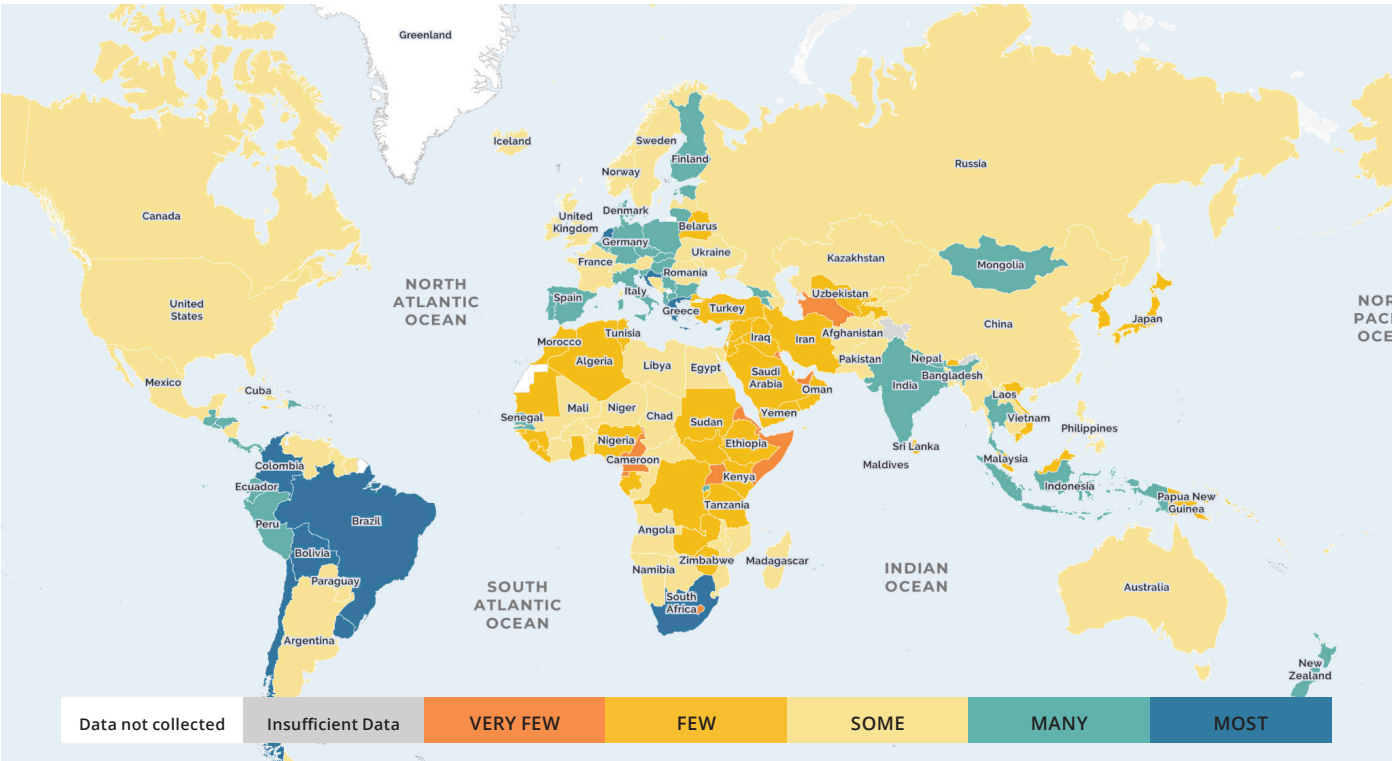 Greenland
Iceland
Sweden
Finland
Norway
Russia
Canada
United
Kingdom
Denmark
Belarus
Germany
Ukraine
France
Kazakhstan
Romania
Mongolia
NORTH
ATLANTIC
OCEAN
Italy
Spain
Uzbekistan
United
States
Greece
Turkey
NOR
PACI
OCE
China
Japan
Tunisia
Morocco
Iraq
Iran
Afghanistan
Algeria
Libya
Egypt
Pakistan
Nepal
Saudi
Arabia
Bangladesh
India
Mexico
Cuba
Oman
Laos
Mali
Niger
Chad
Yemen
Senegal
Sudan
Vietnam
Philippines
Nigeria
Ethiopia
Sri Lanka
Cameroon
Malaysia
Maldives
Colombia
Kenya
Ecuador
Indonesia
Papua New
Guinea
Tanzania
Peru
Brazil
Angola
Bolivia
Zimbabwe
Madagascar
Namibia
INDIAN
OCEAN
Paraguay
SOUTH
ATLANTIC
OCEAN
South
Africa
Australia
Argentina
New
Zealand
Data not collected
Insufficient Data
VERY FEW
FEW
SOME
MANY
MOST